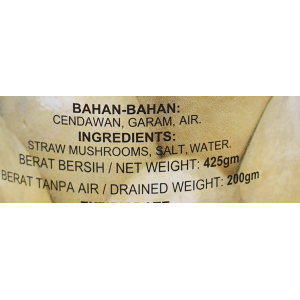 BAHAN-BAHAN:
CENDAWAN, GARAM, AIR.
INGREDIENTS:
STRAW MUSHROOMS, SALT, WATER.
BERAT BERSIH / NET WEIGHT: 425gm
BERAT TANPA AIR / DRAINED WEIGHT: 200gm